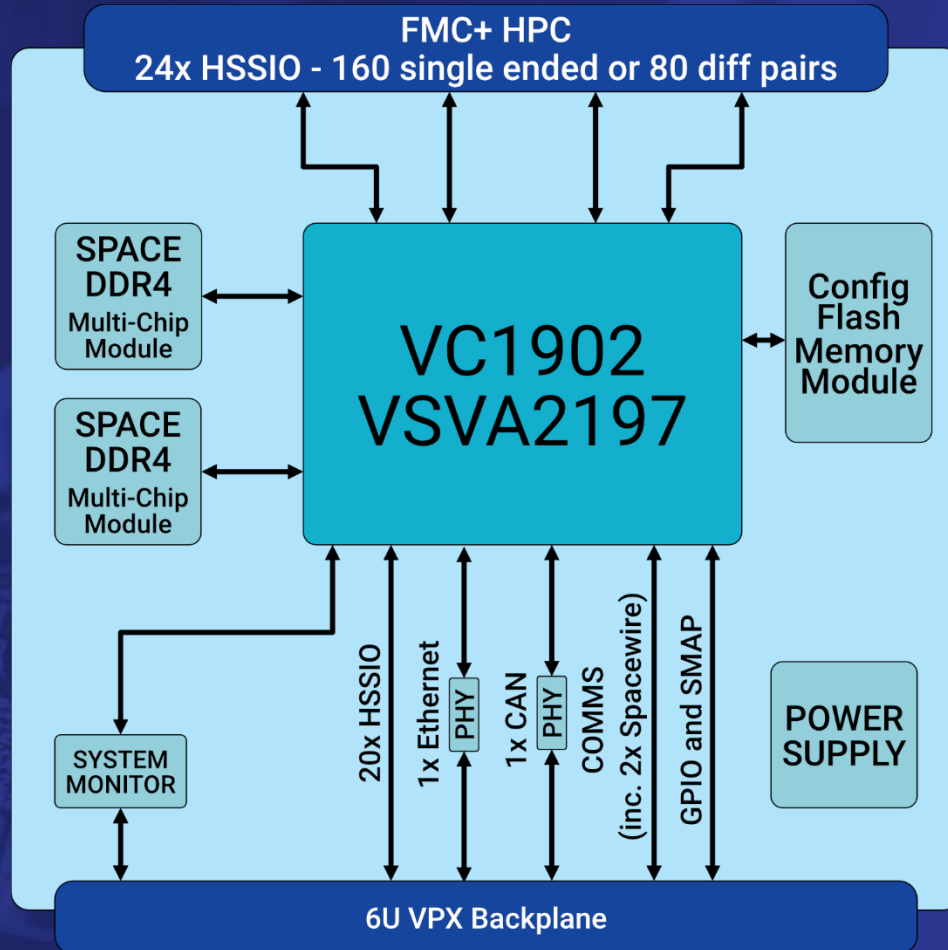 FMC+ HPC
24x HSSIO - 160 single ended or 80 diff pairs
SPACE
DDR4
Multi-Chip
Module
VC1902
VSVA2197
Config
Flash
Memory
Module
SPACE
DDR4
Multi-Chip
Module
20x HSSIO
1x Ethernet
PHY
1x CAN
PHY
COMMS
(inc. 2x Spacewire)
GPIO and SMAP
SYSTEM
MONITOR
POWER
SUPPLY
6U VPX Backplane